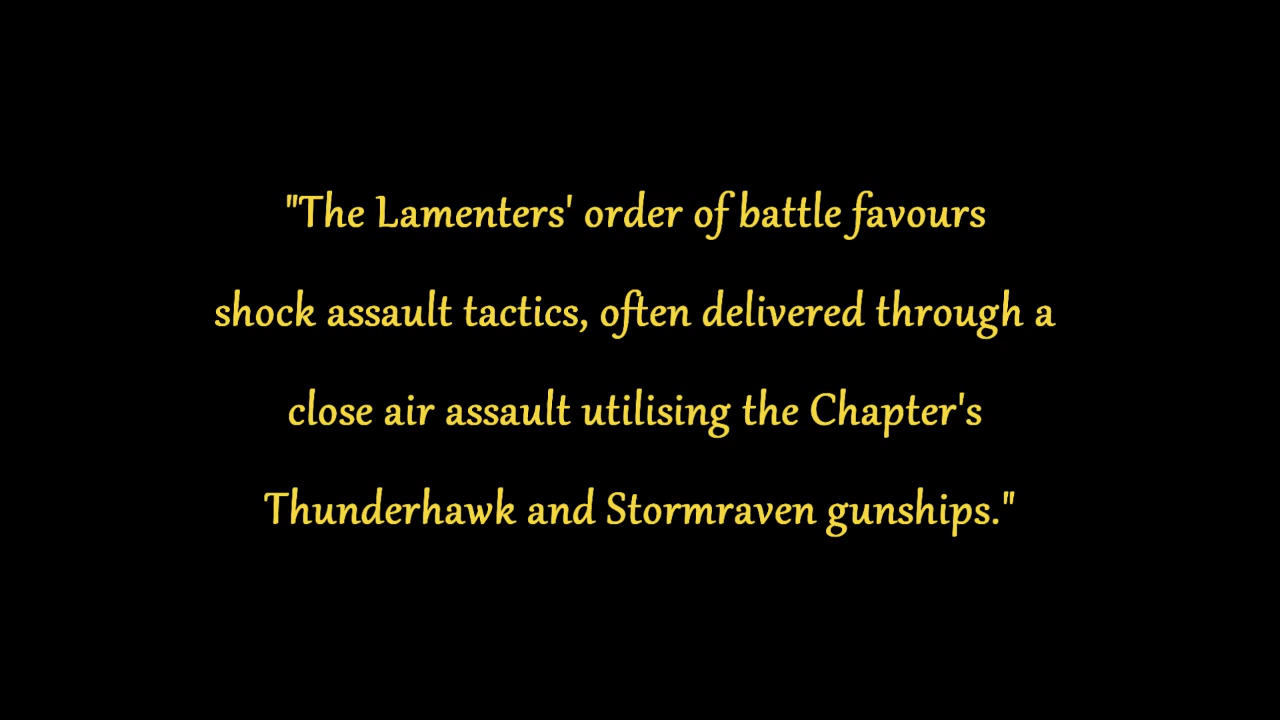 "The Lamenters' order of battle favours
shock assault tactics, often delivered through a
close air assault utilising the Chapter's
Thunderhawk and Stormraven gunships."